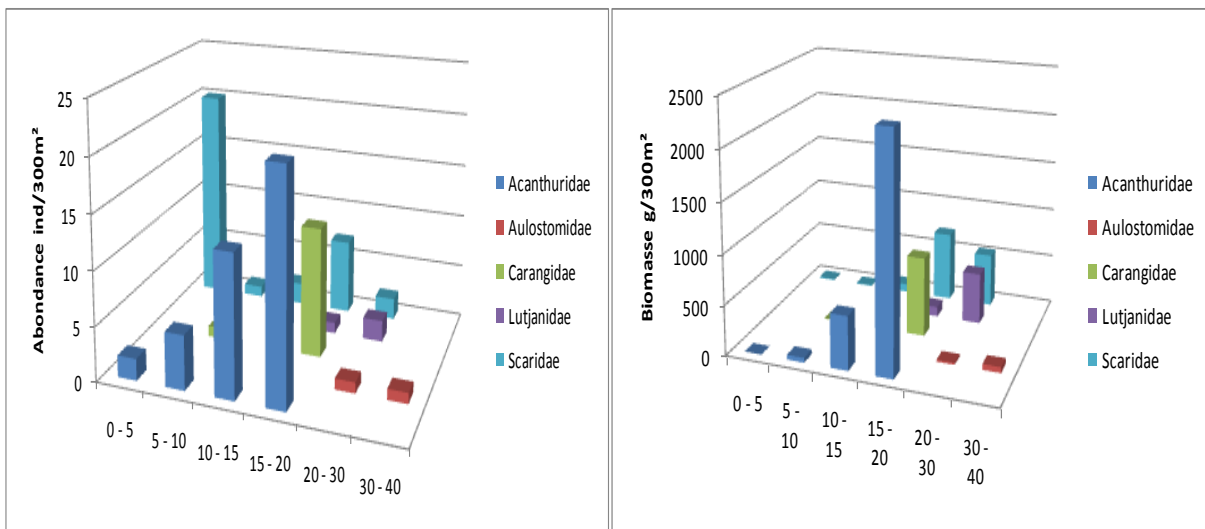 Abondance ind/300m²
25
20
15
10
5
0
0 - 5
5 - 10
10 - 15
15 - 20
20 - 30
30 - 40
Acanthuridae
Aulostomidae
Carangidae
Lutjanidae
Scaridae
Biomasse g/300m²
2500
2000
1500
1000
500
0
0 - 5
5 -
10
10 -
15
15 -
20
20 -
30
30 -
40
Acanthuridae
Aulostomidae
Carangidae
Lutjanidae
Scaridae